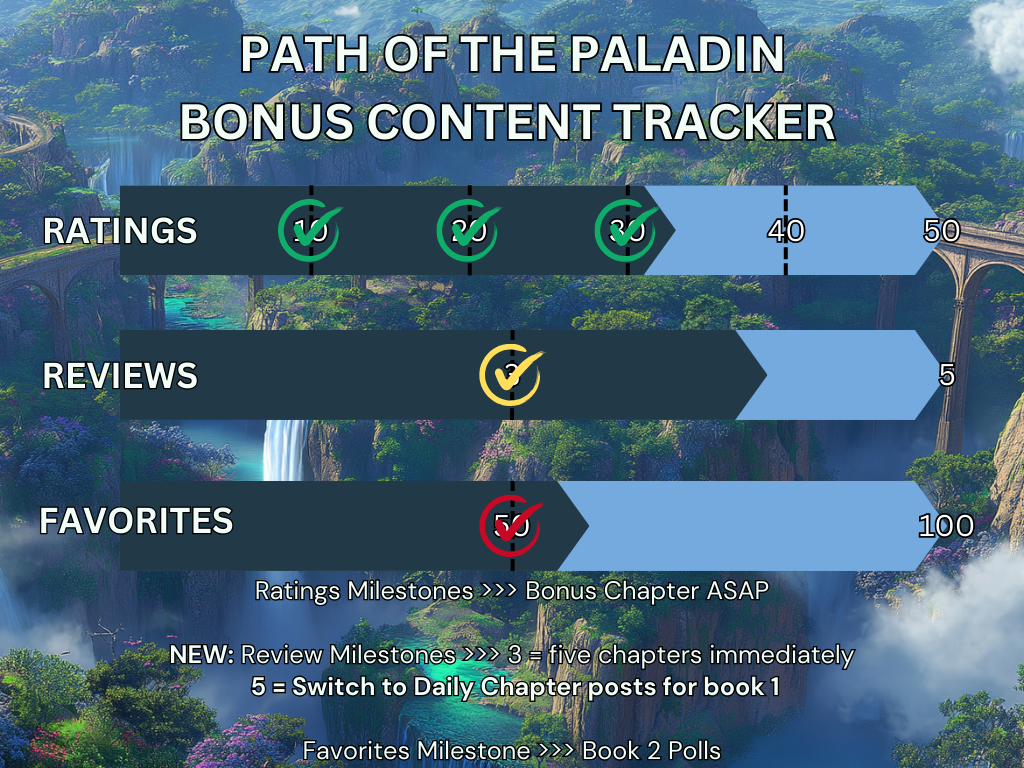 PATH OF THE PALADIN
BONUS CONTENT TRACKER
RATINGS 10 20 30 40 50
REVIEWS 3 5
FAVORITES 50 100
Ratings Milestones >>> Bonus Chapter ASAP
NEW: Review Milestones >>> 3 = five chapters immediately
5 = Switch to Daily Chapter posts for book 1
Favorites Milestone >>> Book 2 Polls